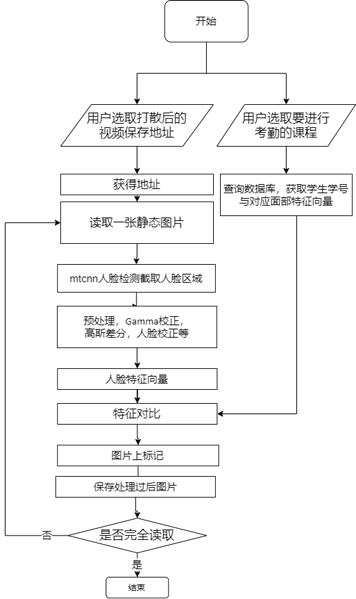 开始
用户选取打散后的
视频保存地址
用户选取要进行
考勤的课程
获得地址
查询数据库，获取学生学号
与对应面部特征向量
读取一张静态图片
mtcnn人脸检测截取人脸区域
预处理，Gamma校正，
高斯差分，人脸校正等
人脸特征向量
特征对比
图片上标记
保存处理过后图片
否
是否完全读取
是
结束